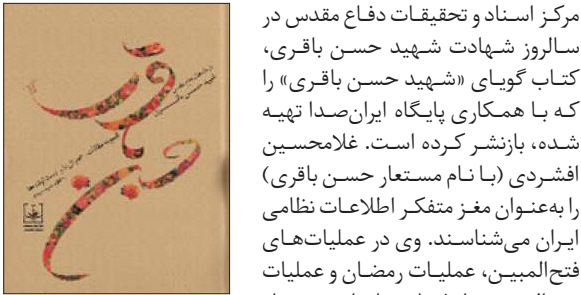 مرکز اسناد و تحقیقات دفاع مقدس در
سالروز شهادت شهید حسن باقری،
کتاب گویای «شهید حسن باقری» را
که با همکاری پایگاه ایران‌صدا تهیه
شده، بازنشر کرده است. غلامحسین
افشردی (با نام مستعار حسن باقری)
را به‌عنوان مغز متفکر اطلاعات نظامی
ایران می‌شناسند. وی در عملیات‌های
فتح‌المبین، عملیات رمضان و عملیات
حسن باقری